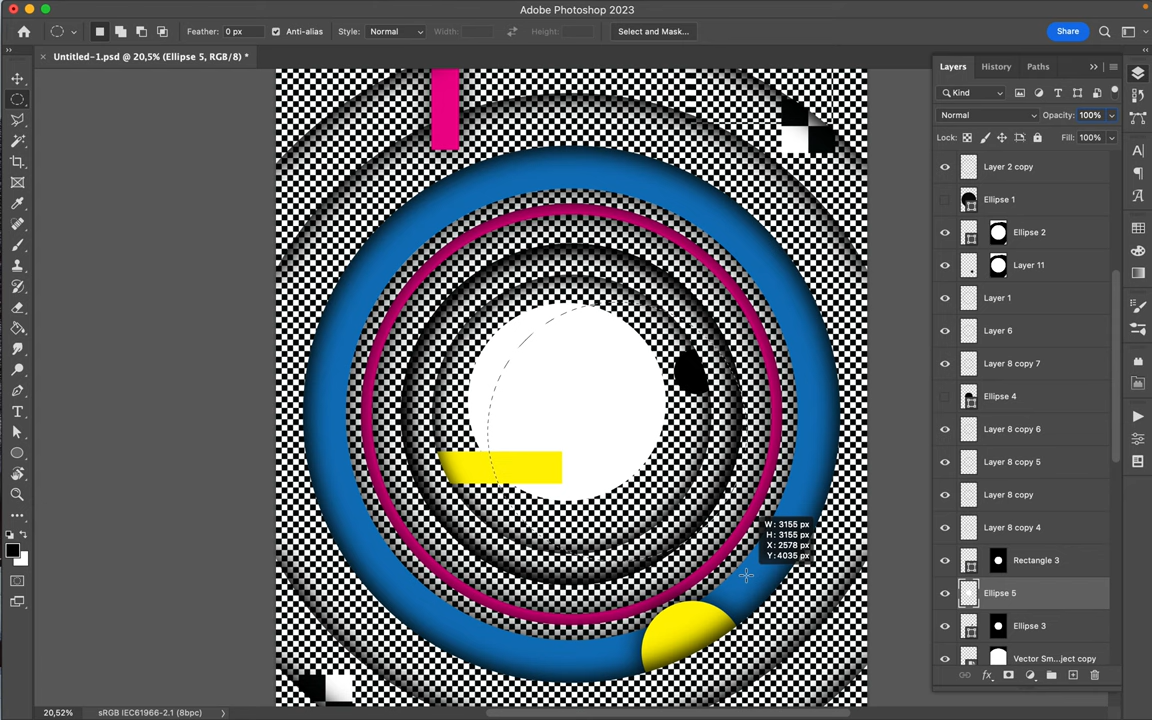 Adobe Photoshop 2023
Feather: 0 px
Anti-alias
Style: Normal
Width:
Height:
Select and Mask...
Share
Untitled-1.psd @ 20,5% (Ellipse 5, RGB/8) *
Layers
History
Paths
Kind
Normal
Opacity: 100%
Lock:
Fill: 100%
Layer 2 copy
Ellipse 1
Ellipse 2
Layer 11
Layer 1
Layer 6
Layer 8 copy 7
Ellipse 4
Layer 8 copy 6
Layer 8 copy 5
Layer 8 copy
Layer 8 copy 4
Rectangle 3
Ellipse 5
Ellipse 3
Vector Sm...ject copy
W: 3155 px
H: 3155 px
X: 2578 px
Y: 4035 px
20,52%
sRGB IEC61966-2.1 (8bpc)